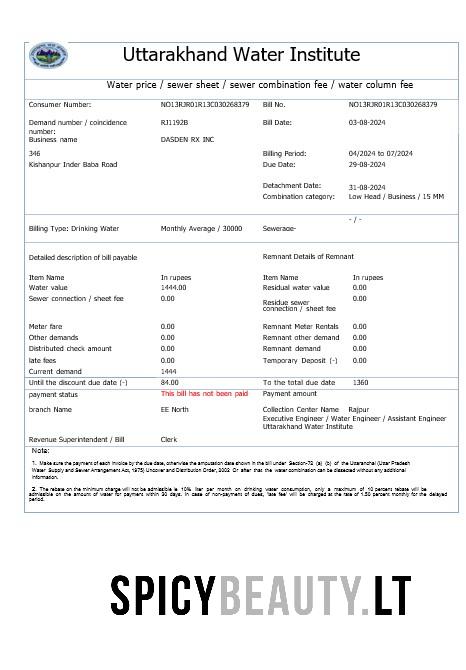 Uttarakhand Water Institute
Water price / sewer sheet / sewer combination fee / water column fee
Consumer Number: NO13RJR01R13C030268379 Bill No. NO13RJR01R13C030268379
Demand number / coincidence number: RJ1192B Bill Date: 03-08-2024
Business name DASDEN RX INC
346 Billing Period: 04/2024 to 07/2024
Kishanpur Inder Baba Road Due Date: 29-08-2024
Detachment Date: 31-08-2024
Combination category: Low Head / Business / 15 MM
- / -
Billing Type: Drinking Water Monthly Average / 30000 Sewerage-
Detailed description of bill payable Remnant Details of Remnant
Item Name In rupees Item Name In rupees
Water value 1444.00 Residual water value 0.00
Sewer connection / sheet fee 0.00 Residue sewer connection / sheet fee 0.00
Meter fare 0.00 Remnant Meter Rentals 0.00
Other demands 0.00 Remnant other demand 0.00
Distributed check amount 0.00 Remnant demand 0.00
late fees 0.00 Temporary Deposit (-) 0.00
Current demand 1444
Until the discount due date (-) 84.00 To the total due date 1360
payment status This bill has not been paid Payment amount
branch Name EE North Collection Center Name Rajpur
Executive Engineer / Water Engineer / Assistant Engineer
Uttarakhand Water Institute
Revenue Superintendent / Bill Clerk
Note:
1. Make sure the payment of each invoice by the due date, otherwise the amputation date shown in the bill under Section-72 (a) (b) of the Uttaranchal (Uttar Pradesh
Water Supply and Sewer Arrangement Act, 1975) Uncover and Distribution Order, 2002 Or after that the water combination can be dissected without any additional
information.
2. The rebate on the minimum charge will not be admissible ie 10% liter per month on drinking water consumption, only a maximum of 10 percent rebate will be
admissible on the amount of water for payment within 30 days. In case of non-payment of dues, 'late fee' will be charged at the rate of 1.50 percent monthly for the delayed
period.
SPICYBEAUTY.LT